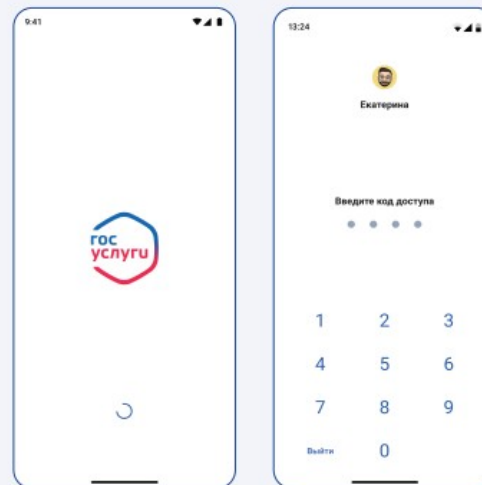 9:41
гос
услуги
13:24
Екатерина
Введите код доступа
1 2 3
4 5 6
7 8 9
Выйти 0